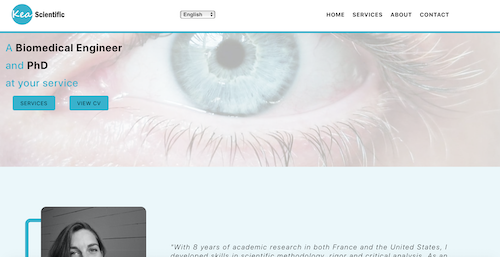 Kea Scientific
English
HOME SERVICES ABOUT CONTACT
A Biomedical Engineer
and PhD
at your service
SERVICES VIEW CV
"With 8 years of academic research in both France and the United States, I
developed skills in scientific methodology, rigor and critical analysis. As an